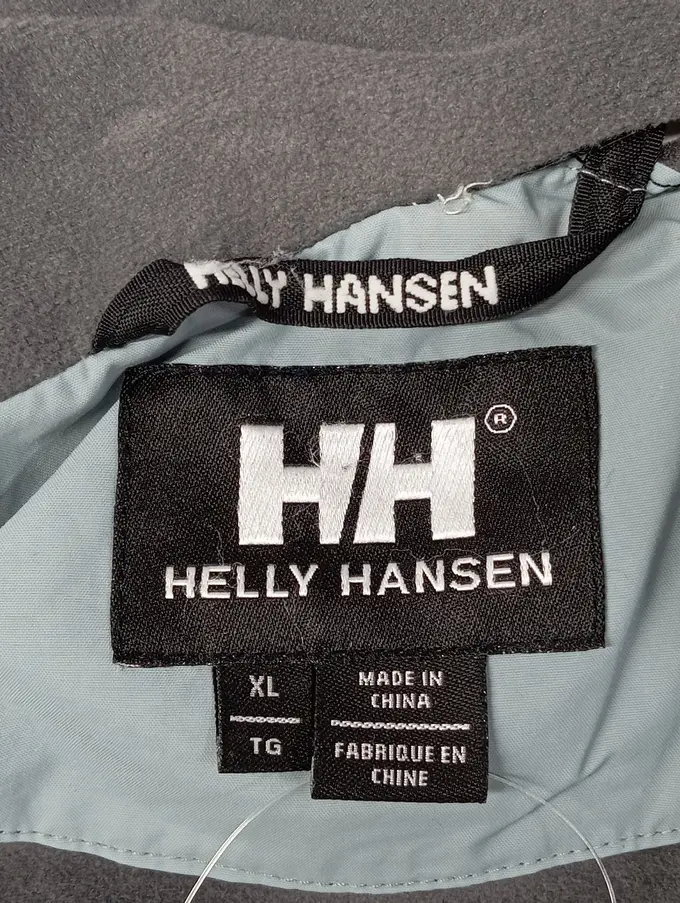 HELLY HANSEN
HH ®
HELLY HANSEN
XL
TG
MADE IN
CHINA
FABRIQUE EN
CHINE